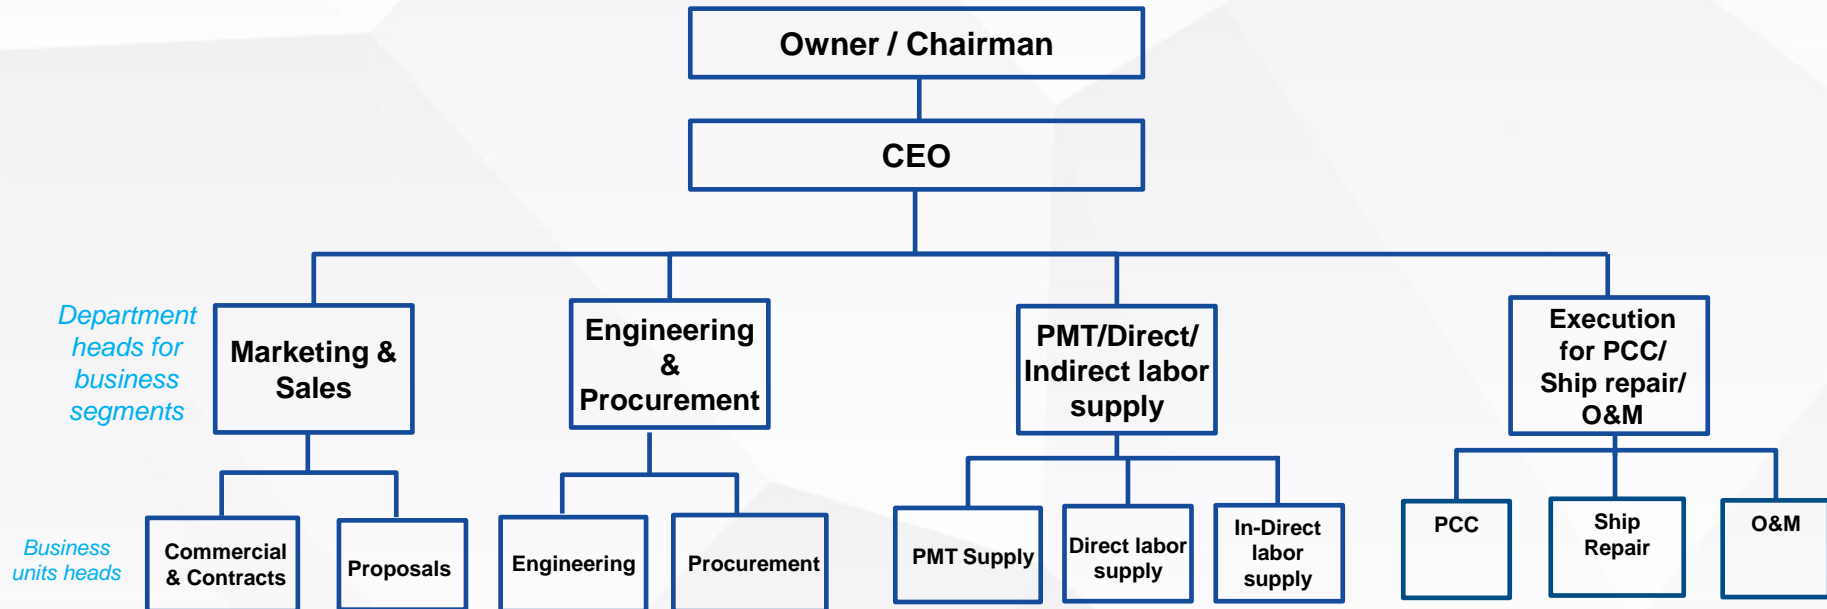 Owner / Chairman
CEO
Department
heads for
business
segments
Marketing &
Sales
Engineering
&
Procurement
PMT/Direct/
Indirect labor
supply
Execution
for PCC/
Ship repair/
O&M
Business
units heads
Commercial
& Contracts
Proposals
Engineering
Procurement
PMT Supply
Direct labor
supply
In-Direct
labor
supply
PCC
Ship
Repair
O&M